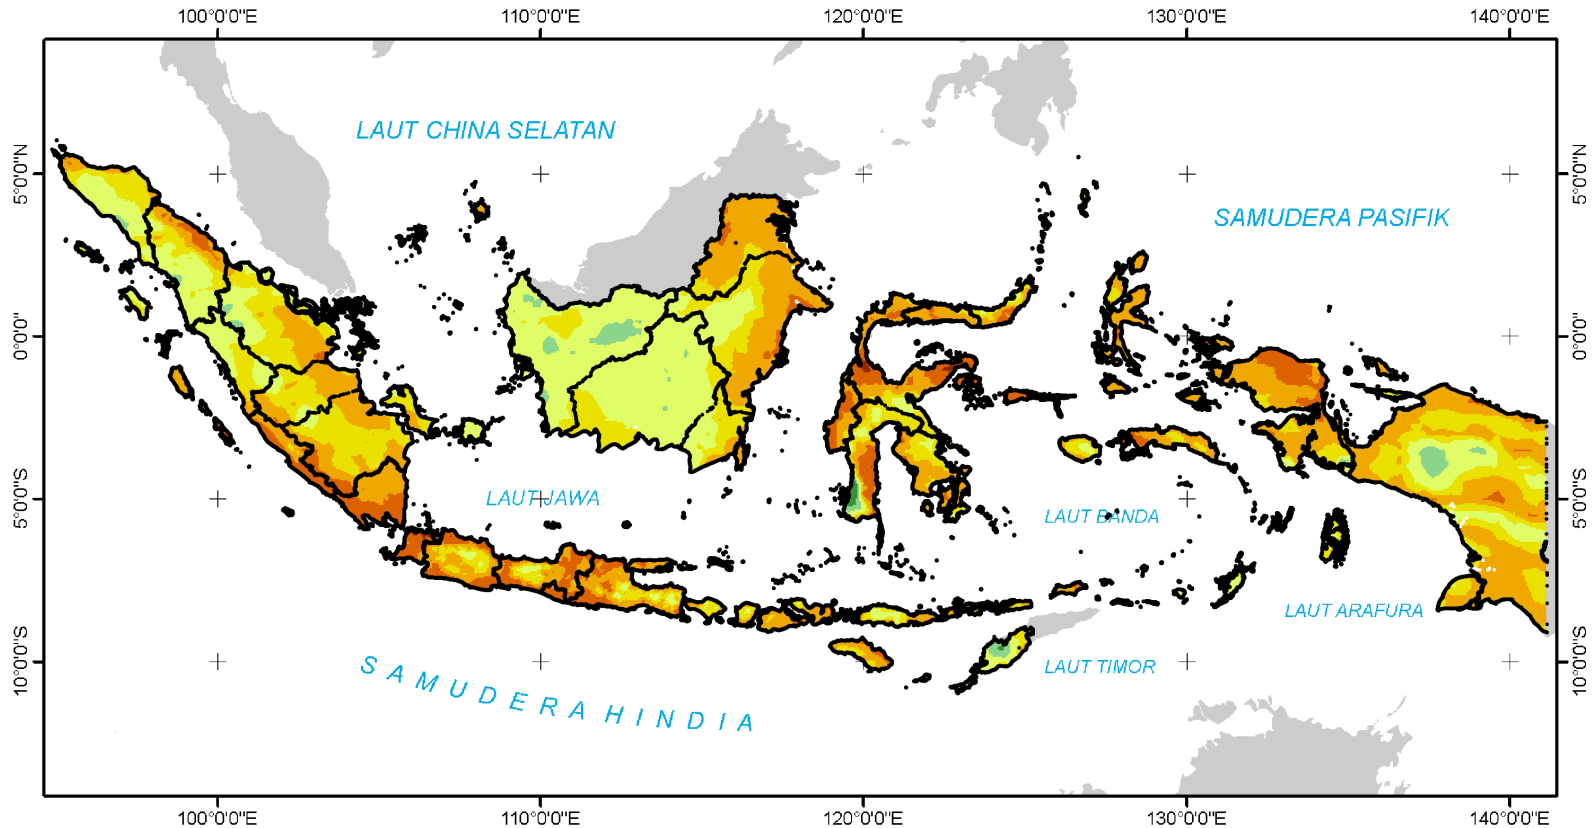 100°0'0"E 110°0'0"E 120°0'0"E 130°0'0"E 140°0'0"E
LAUT CHINA SELATAN
5°0'0"N 5°0'0"N
SAMUDERA PASIFIK
0°0'0" 0°0'0"
LAUT JAWA
5°0'0"S 5°0'0"S
LAUT BANDA
LAUT ARAFURA
10°0'0"S 10°0'0"S
LAUT TIMOR
SAMUDERA HINDIA
100°0'0"E 110°0'0"E 120°0'0"E 130°0'0"E 140°0'0"E